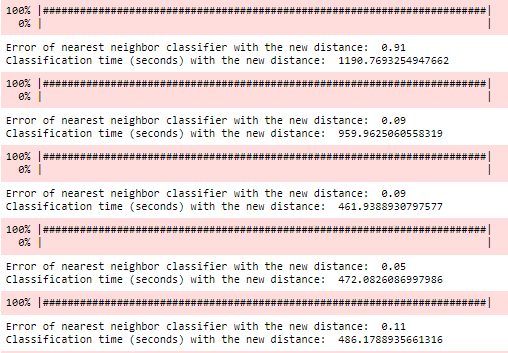 100% |########################################################################|
  0% |                                                                        |
Error of nearest neighbor classifier with the new distance:  0.91
Classification time (seconds) with the new distance:  1190.7693254947662
100% |########################################################################|
  0% |                                                                        |
Error of nearest neighbor classifier with the new distance:  0.09
Classification time (seconds) with the new distance:  959.9625060558319
100% |########################################################################|
  0% |                                                                        |
Error of nearest neighbor classifier with the new distance:  0.09
Classification time (seconds) with the new distance:  461.9388930797577
100% |########################################################################|
  0% |                                                                        |
Error of nearest neighbor classifier with the new distance:  0.05
Classification time (seconds) with the new distance:  472.0826086997986
100% |########################################################################|
Error of nearest neighbor classifier with the new distance:  0.11
Classification time (seconds) with the new distance:  486.1788935661316